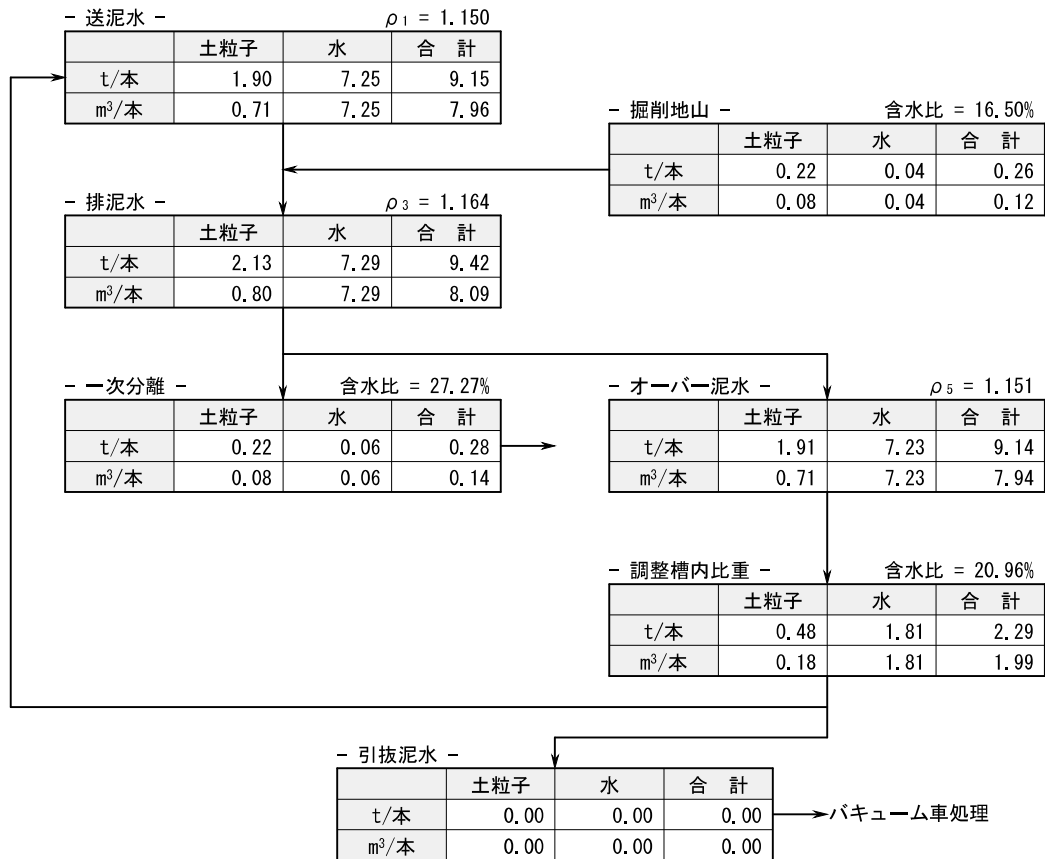 - 送泥水 - ρ1 = 1.150
土粒子 水 合計
t/本 1.90 7.25 9.15
m³/本 0.71 7.25 7.96
- 掘削地山 - 含水比 = 16.50%
土粒子 水 合 計
t/本 0.22 0.04 0.26
m³/本 0.08 0.04 0.12
- 排泥水 - ρ3 = 1.164
土粒子 水 合 計
t/本 2.13 7.29 9.42
m³/本 0.80 7.29 8.09
- 一次分離 - 含水比 = 27.27%
土粒子 水 合 計
t/本 0.22 0.06 0.28
m³/本 0.08 0.06 0.14
- オーバー泥水 - ρ5 = 1.151
土粒子 水 合 計
t/本 1.91 7.23 9.14
m³/本 0.71 7.23 7.94
- 調整槽内比重 - 含水比 = 20.96%
土粒子 水 合 計
t/本 0.48 1.81 2.29
m³/本 0.18 1.81 1.99
- 引抜泥水 -
土粒子 水 合 計
t/本 0.00 0.00 0.00
m³/本 0.00 0.00 0.00
バキューム車処理